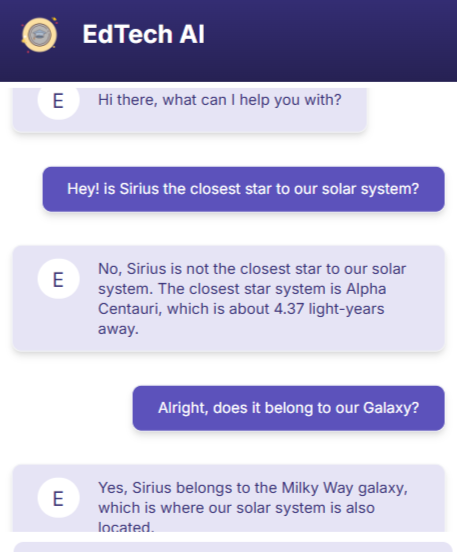 EdTech AI
E
Hi there, what can I help you with?
Hey! is Sirius the closest star to our solar system?
E
No, Sirius is not the closest star to our solar
system. The closest star system is Alpha
Centauri, which is about 4.37 light-years
away.
Alright, does it belong to our Galaxy?
E
Yes, Sirius belongs to the Milky Way galaxy,
which is where our solar system is also
located.